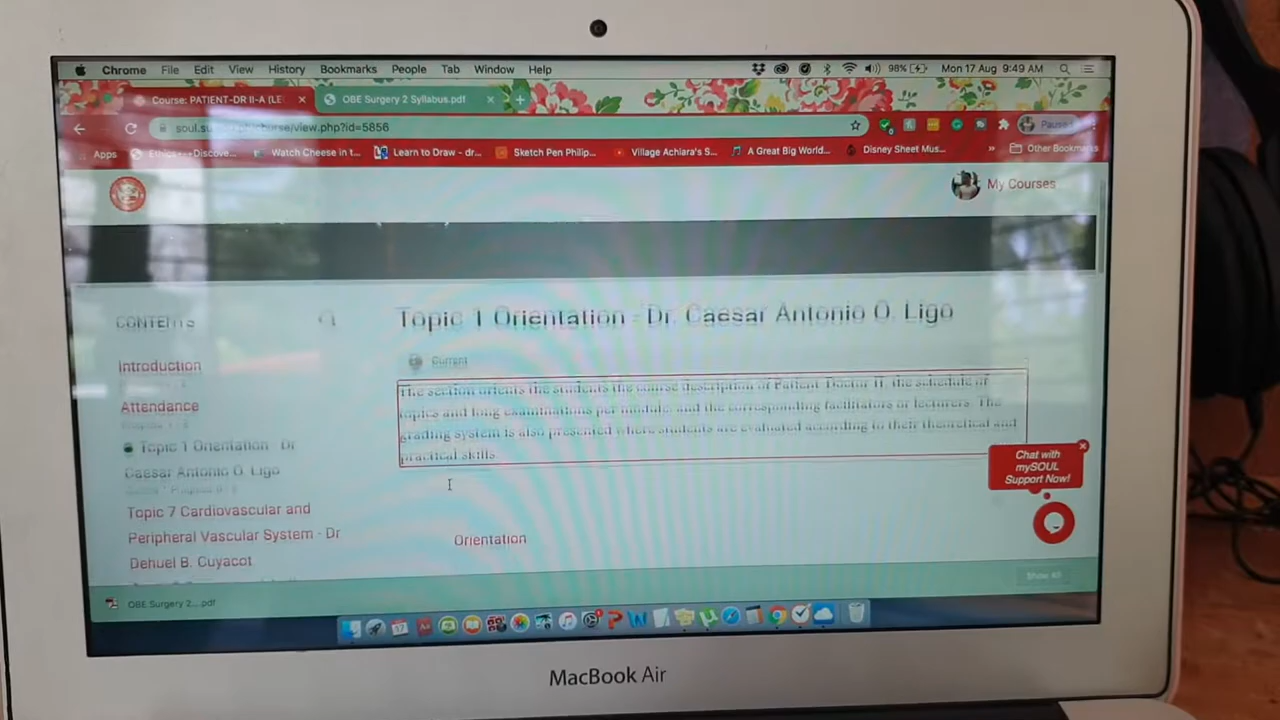 Chrome File Edit View History Bookmarks People Tab Window Help 98% Mon 17 Aug 9:49 AM
Course: PATIENT-DR II-A (LE OBE Surgery 2 Syllabus.pdf
view.php?id=5856
Apps Watch Cheese in t... Learn to Draw - dr... Sketch Pen Philip... Village Achiara's S... A Great Big World... Disney Sheet Mus... Other Bookmarks
My Courses
CONTENTS
Introduction
Attendance
Topic 1 Orientation - Dr
Caesar Antonio O. Ligo
Topic 7 Cardiovascular and
Peripheral Vascular System - Dr
Dehuel B. Cuyacot
Topic 1 Orientation - Dr. Caesar Antonio O. Ligo
Current
The section orients the students the course description of Patient Doctor II, the schedule of
topics and long examinations per module, and the corresponding facilitators or lecturers. The
grading system is also presented where students are evaluated according to their theoretical and
practical skills.
Orientation
Chat with
mySOUL
Support Now!
Show All
OBE Surgery 2....pdf
MacBook Air